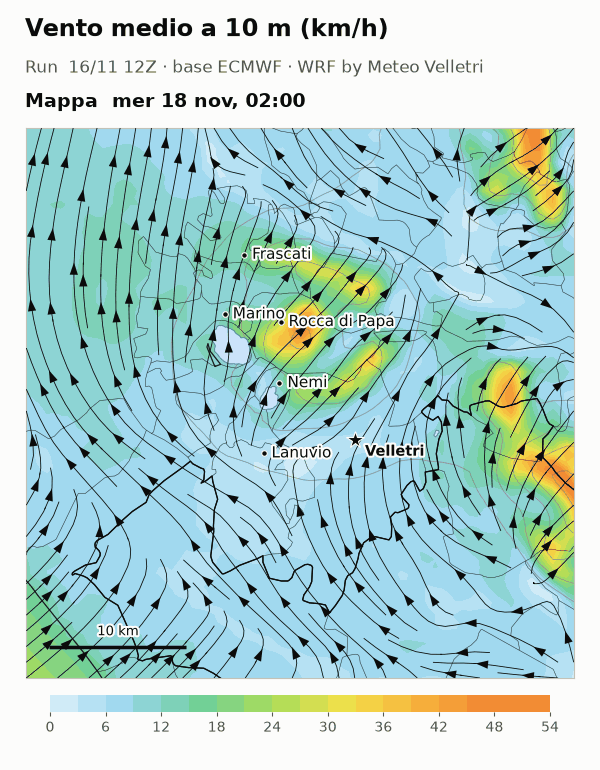 Vento medio a 10 m (km/h)
Run  16/11 12Z · base ECMWF · WRF by Meteo Velletri
Mappa  mer 18 nov, 02:00
Frascati
Marino
Rocca di Papa
Nemi
Velletri
Lanuvio
10 km
0 6 12 18 24 30 36 42 48 54